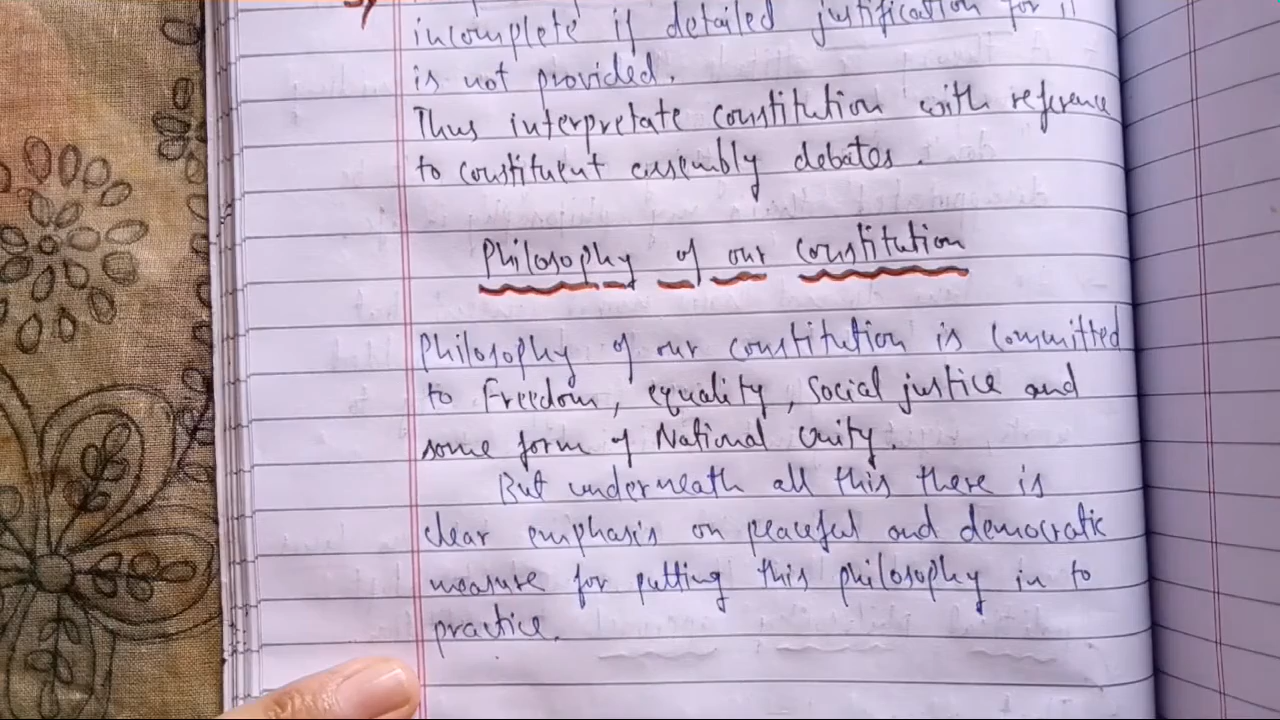 incomplete if detailed justification for it
is not provided.
Thus interpretate constitution with reference
to constituent assembly debates.
Philosophy of our Constitution
Philosophy of our constitution is committed
to Freedom, equality, social justice and
some form of National Unity.
But underneath all this there is
clear emphasis on peaceful and democratic
measure for putting this philosophy in to
practice.